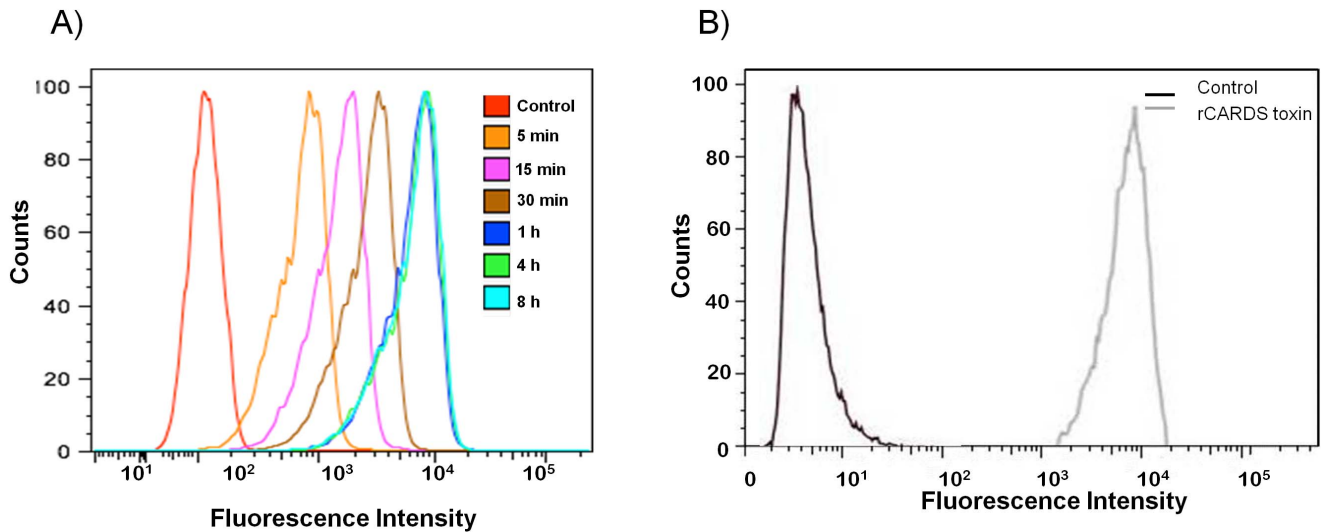 A)
B)
100
80
60
40
20
0
Counts
Control
5 min
15 min
30 min
1 h
4 h
8 h
10¹ 10² 10³ 10⁴ 10⁵
Fluorescence Intensity
100
80
60
40
20
0
Counts
Control
rCARDS toxin
0 10¹ 10² 10³ 10⁴ 10⁵
Fluorescence Intensity